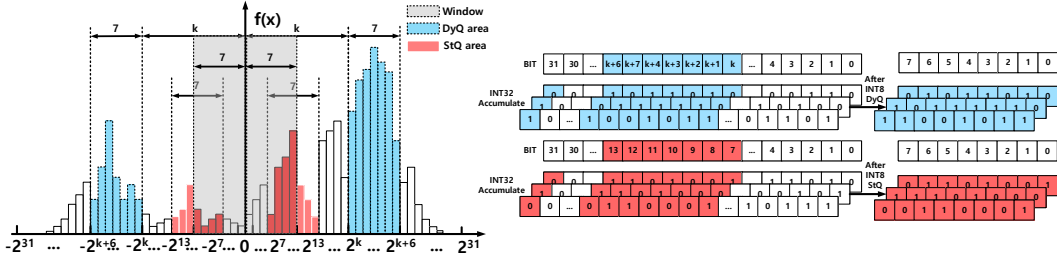 f(x)
Window
DyQ area
StQ area
7
k
k
7
7
7
7
7
-2^31 ... -2^k+6 ... -2^k ... -2^13 ... -2^7 ... 0 ... 2^7 ... 2^13 ... 2^k ... 2^k+6 ... 2^31
BIT 31 30 ... k+6 k+7 k+4 k+3 k+2 k+1 k ... 4 3 2 1 0
INT32
Accumulate
1 0 ... 1 0 0 1 0 1 1 ... 0 1 0 1 0
After
INT8
DyQ
7 6 5 4 3 2 1 0
1 1 0 0 1 0 1 1
BIT 31 30 ... 13 12 11 10 9 8 7 ... 4 3 2 1 0
INT32
Accumulate
0 0 ... 0 1 1 0 0 0 1 ... 1 0 1 1 1
After
INT8
StQ
7 6 5 4 3 2 1 0
0 0 1 1 0 0 0 1